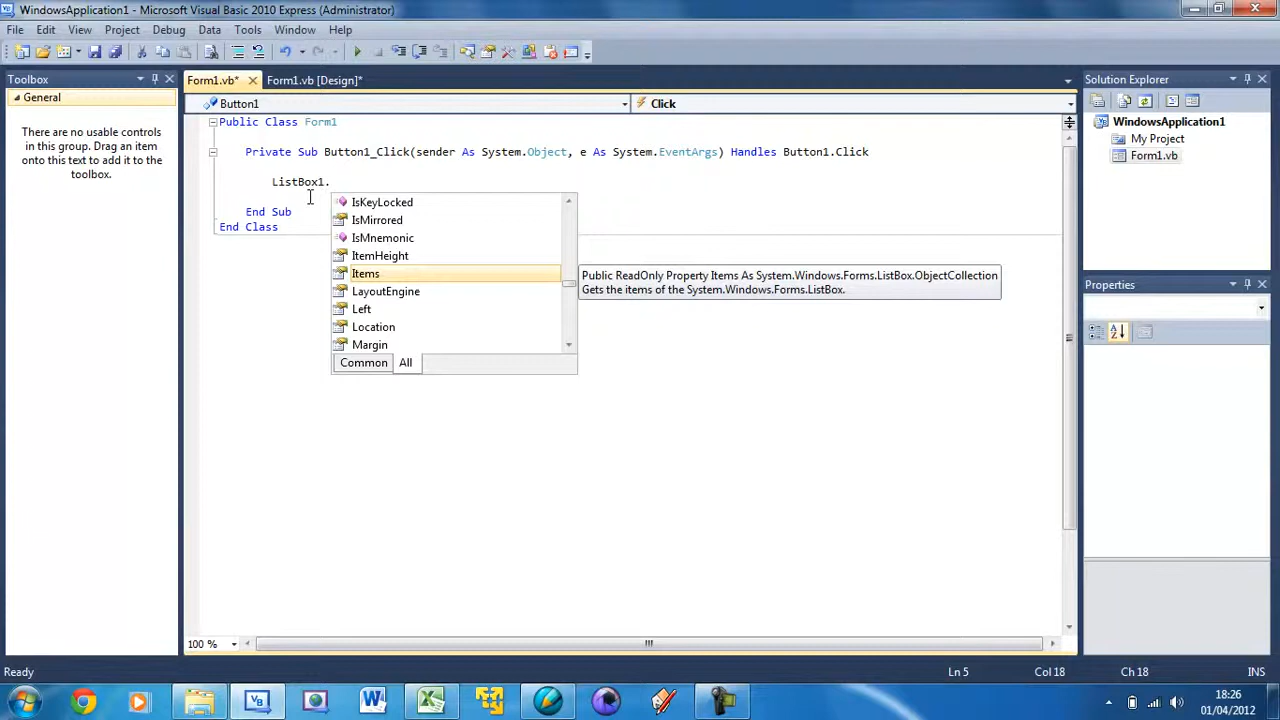 WindowsApplication1 - Microsoft Visual Basic 2010 Express (Administrator)
File Edit View Project Debug Data Tools Window Help
Toolbox
General
There are no usable controls
in this group. Drag an item
onto this text to add it to the
toolbox.
Form1.vb* Form1.vb [Design]*
Button1 Click
Public Class Form1
Private Sub Button1_Click(sender As System.Object, e As System.EventArgs) Handles Button1.Click
ListBox1.
End Sub
End Class
IsKeyLocked
IsMirrored
IsMnemonic
ItemHeight
Items
LayoutEngine
Left
Location
Margin
Common All
Public ReadOnly Property Items As System.Windows.Forms.ListBox.ObjectCollection
Gets the items of the System.Windows.Forms.ListBox.
Solution Explorer
WindowsApplication1
My Project
Form1.vb
Properties
100 %
Ready Ln 5 Col 18 Ch 18 INS
18:26
01/04/2012